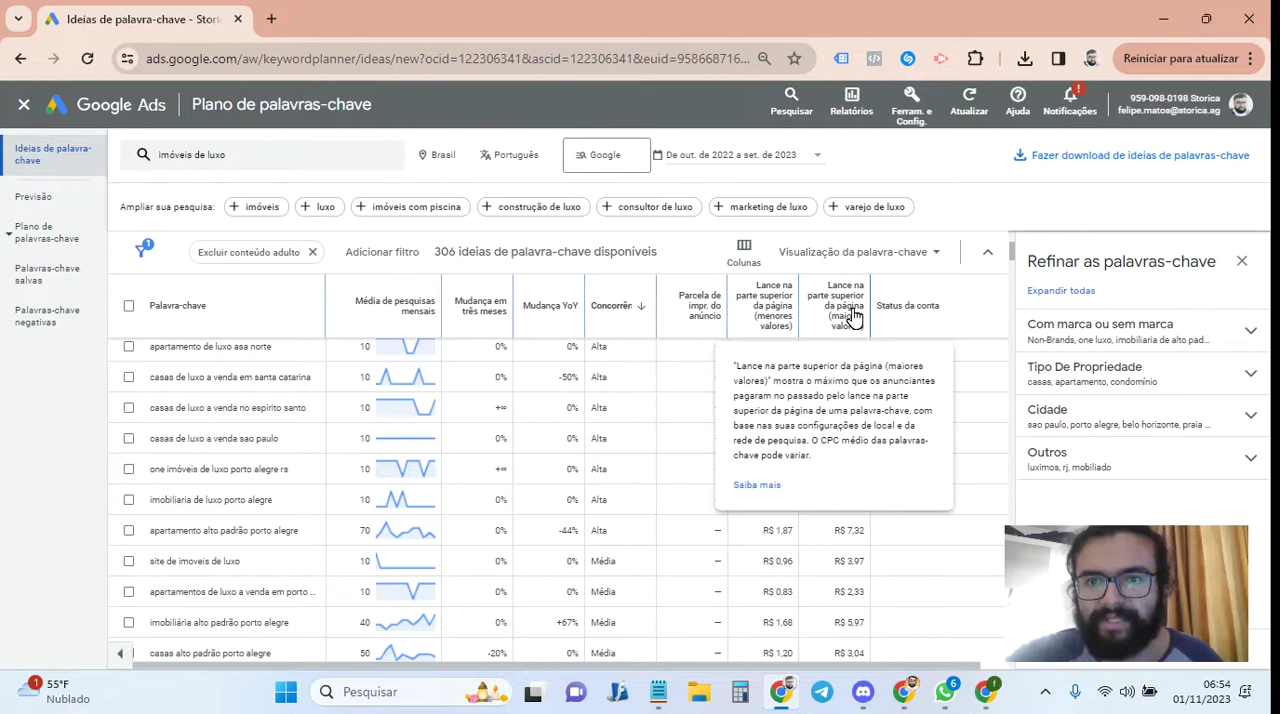 Ideias de palavra-chave - Stori
ads.google.com/aw/keywordplanner/ideas/new?ocid=122306341&ascid=122306341&euid=958668716...
Reiniciar para atualizar
Google Ads
Plano de palavras-chave
Pesquisar
Relatórios
Ferram. e
Config.
Atualizar
Ajuda
!
Notificações
959-098-0198 Storica
felipe.matos@storica.ag
Ideias de palavra-
chave
Previsão
Plano de
palavras-chave
Palavras-chave
salvas
Palavras-chave
negativas
imóveis de luxo
Brasil
Português
Google
De out. de 2022 a set. de 2023
Fazer download de ideias de palavras-chave
Ampliar sua pesquisa:
imóveis
luxo
imóveis com piscina
construção de luxo
consultor de luxo
marketing de luxo
varejo de luxo
1
Excluir conteúdo adulto
Adicionar filtro
306 ideias de palavra-chave disponíveis
Colunas
Visualização da palavra-chave
Palavra-chave
Média de pesquisas
mensais
Mudança em
três meses
Mudança YoY
Concorrên
Parcela de
impr. do
anúncio
Lance na
parte superior
da página
(menores
valores)
Lance na
parte superior
da página
Status da conta
apartamento de luxo asa norte 10 0% 0% Alta
casas de luxo a venda em santa catarina 10 0% -50% Alta
casas de luxo a venda no espirito santo 10 +∞ 0% Alta
casas de luxo a venda sao paulo 10 0% 0% Alta
one imóveis de luxo porto alegre rs 10 +∞ 0% Alta
imobiliaria de luxo porto alegre 10 0% 0% Alta
apartamento alto padrão porto alegre 70 0% -44% Alta – R$ 1,87 R$ 7,32
site de imoveis de luxo 10 0% 0% Média – R$ 0,96 R$ 3,97
apartamentos de luxo a venda em porto ... 10 0% 0% Média – R$ 0,83 R$ 2,33
imobiliária alto padrão porto alegre 40 0% +67% Média – R$ 1,68 R$ 5,97
casas alto padrão porto alegre 50 -20% 0% Média – R$ 1,20 R$ 3,04
"Lance na parte superior da página (maiores
valores)" mostra o máximo que os anunciantes
pagaram no passado pelo lance na parte
superior da página de uma palavra-chave, com
base nas suas configurações de local e da
rede de pesquisa. O CPC médio das palavras-
chave pode variar.
Saiba mais
Refinar as palavras-chave
Expandir todas
Com marca ou sem marca
Non-Brands, one luxo, imobiliaria de alto pad...
Tipo De Propriedade
casas, apartamento, condomínio
Cidade
sao paulo, porto alegre, belo horizonte, praia ...
Outros
luximos, rj, mobiliado
1
55°F
Nublado
Pesquisar
6
06:54
01/11/2023